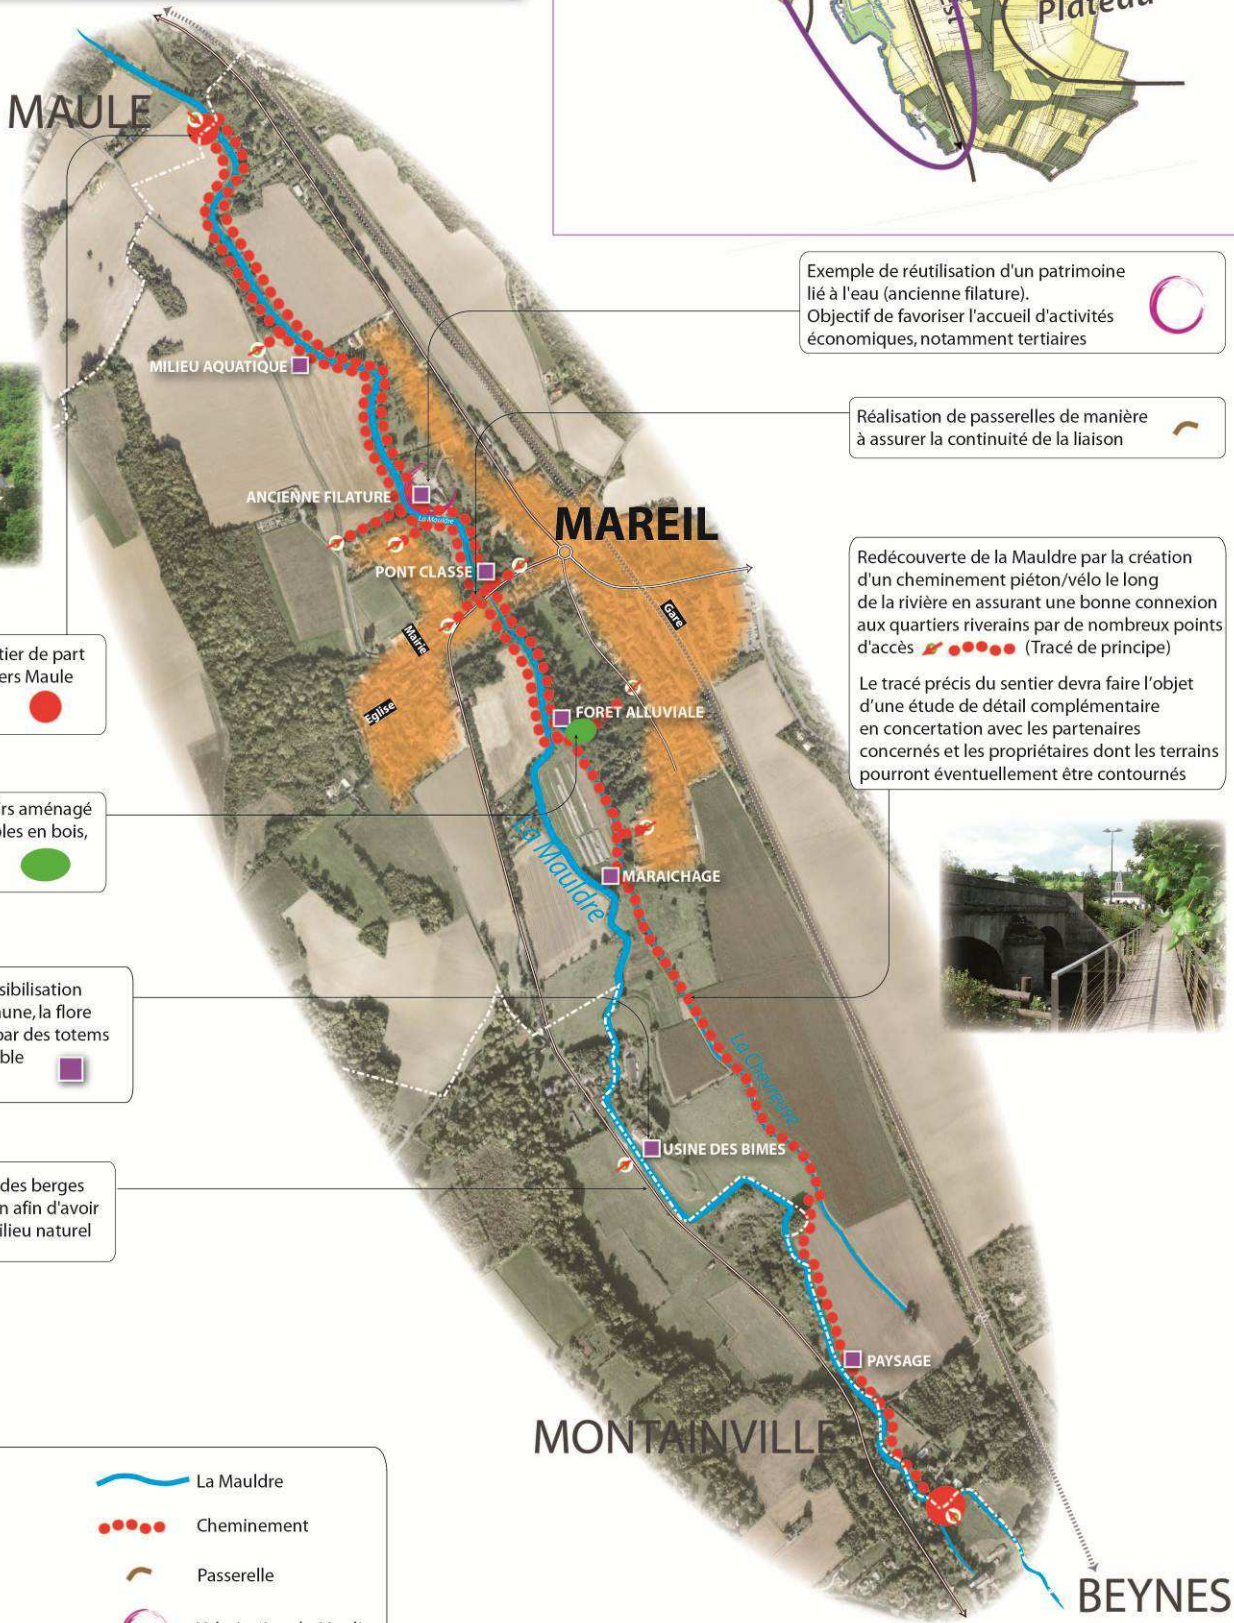 Plateau
MAULE
Exemple de réutilisation d'un patrimoine
lié à l'eau (ancienne filature).
Objectif de favoriser l'accueil d'activités
économiques, notamment tertiaires
MILIEU AQUATIQUE
Réalisation de passerelles de manière
à assurer la continuité de la liaison
ANCIENNE FILATURE
La Mauldre
MAREIL
PONT CLASSE
Redécouverte de la Mauldre par la création
d'un cheminement piéton/vélo le long
de la rivière en assurant une bonne connexion
aux quartiers riverains par de nombreux points
d'accès (Tracé de principe)
Le tracé précis du sentier devra faire l'objet
d'une étude de détail complémentaire
en concertation avec les partenaires
concernés et les propriétaires dont les terrains
pourront éventuellement être contournés
Gare
Mairie
Eglise
tier de part
ers Maule
FORET ALLUVIALE
rs aménagé
les en bois,
La Mauldre
MARAICHAGE
sibilisation
une, la flore
par des totems
ble
La Chevreuse
USINE DES BIMES
des berges
n afin d'avoir
ilieu naturel
PAYSAGE
MONTAINVILLE
La Mauldre
Cheminement
Passerelle
BEYNES